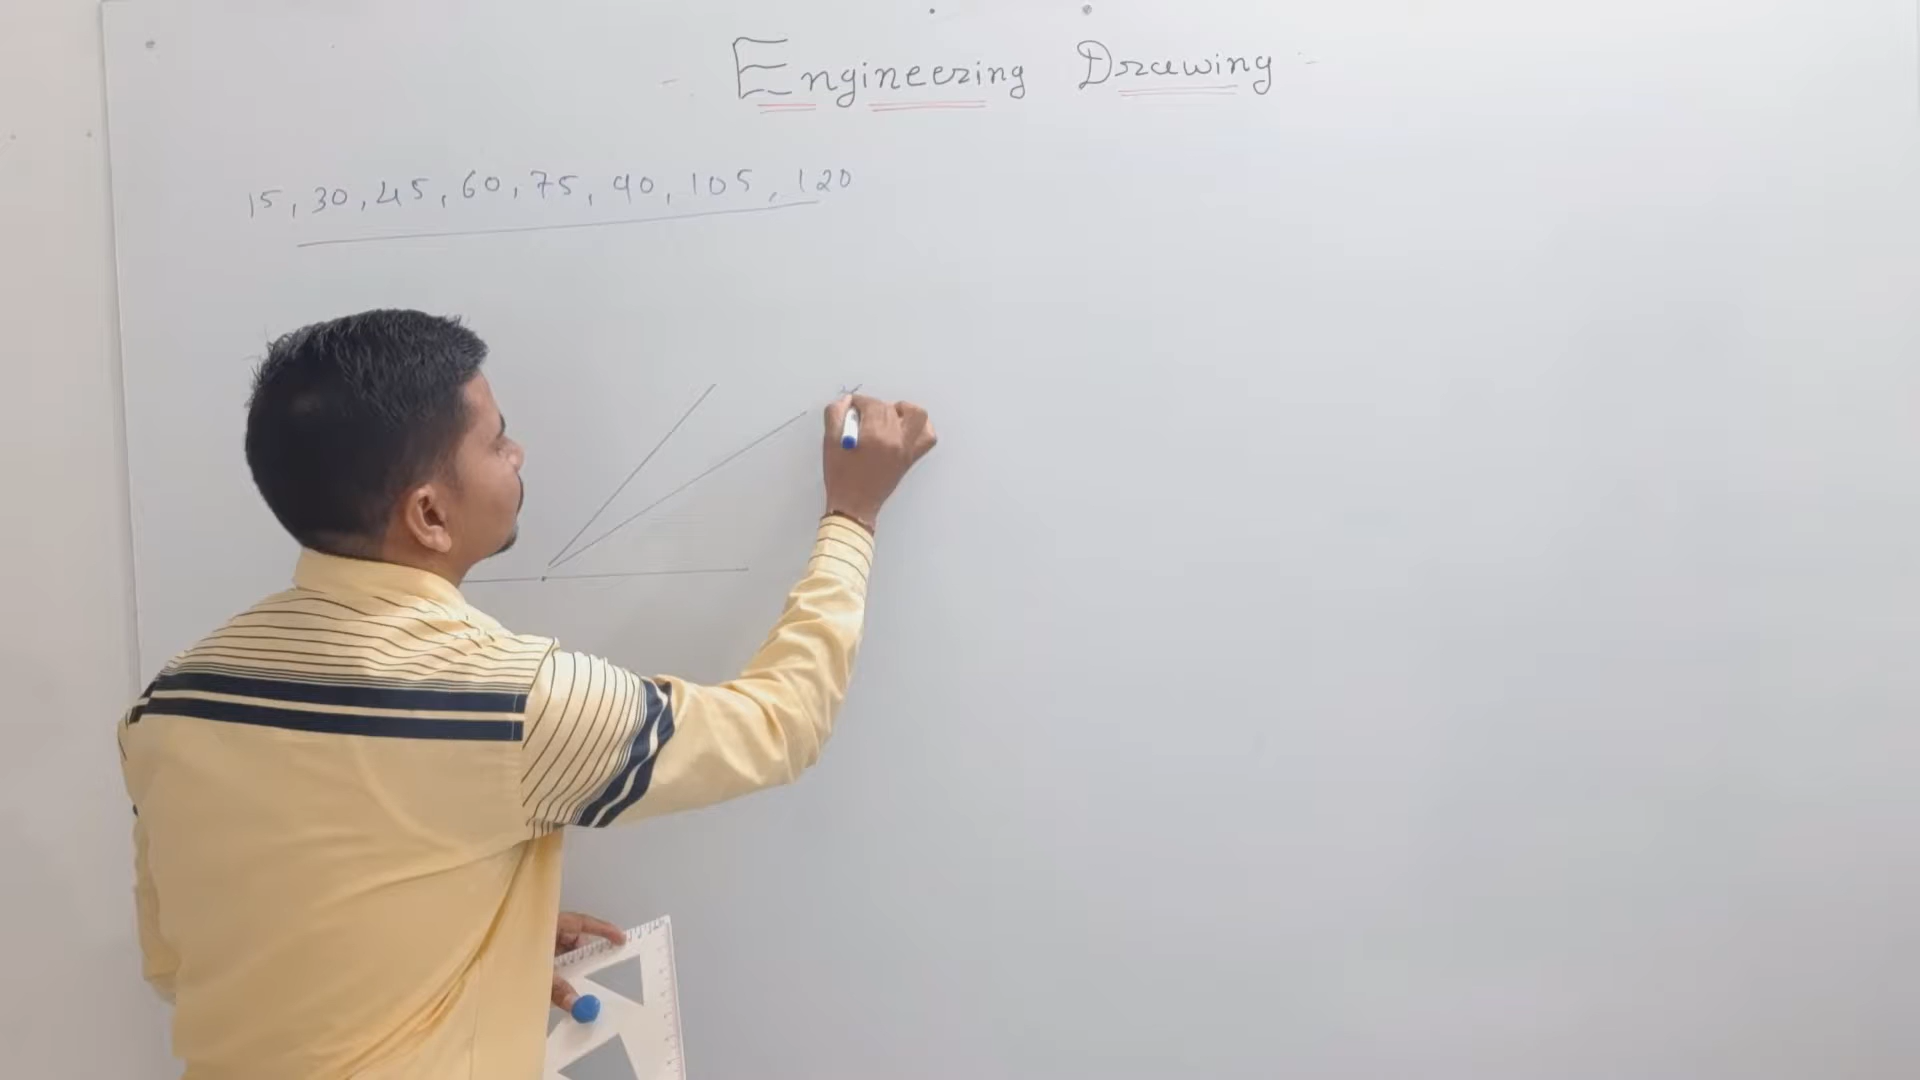 Engineering Drawing
15, 30, 45, 60, 75, 90, 105, 120